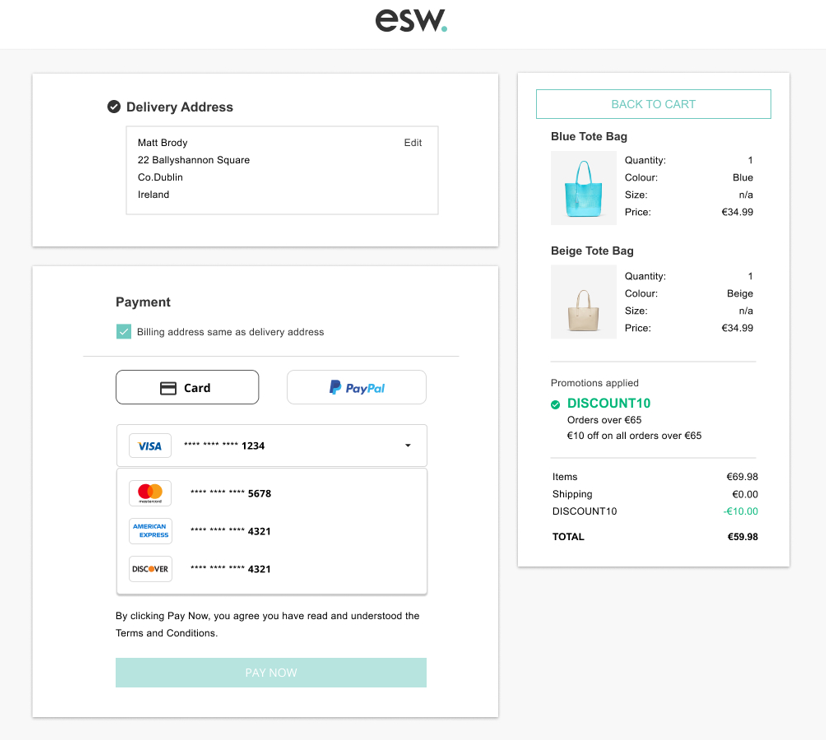 esw.
Delivery Address
Matt Brody
Edit
22 Ballyshannon Square
Co.Dublin
Ireland
Payment
Billing address same as delivery address
Card
PayPal
VISA **** **** **** 1234
mastercard **** **** **** 5678
AMERICAN EXPRESS **** **** **** 4321
DISCOVER **** **** **** 4321
By clicking Pay Now, you agree you have read and understood the
Terms and Conditions.
PAY NOW
BACK TO CART
Blue Tote Bag
Quantity: 1
Colour: Blue
Size: n/a
Price: €34.99
Beige Tote Bag
Quantity: 1
Colour: Beige
Size: n/a
Price: €34.99
Promotions applied
DISCOUNT10
Orders over €65
€10 off on all orders over €65
Items €69.98
Shipping €0.00
DISCOUNT10 -€10.00
TOTAL €59.98